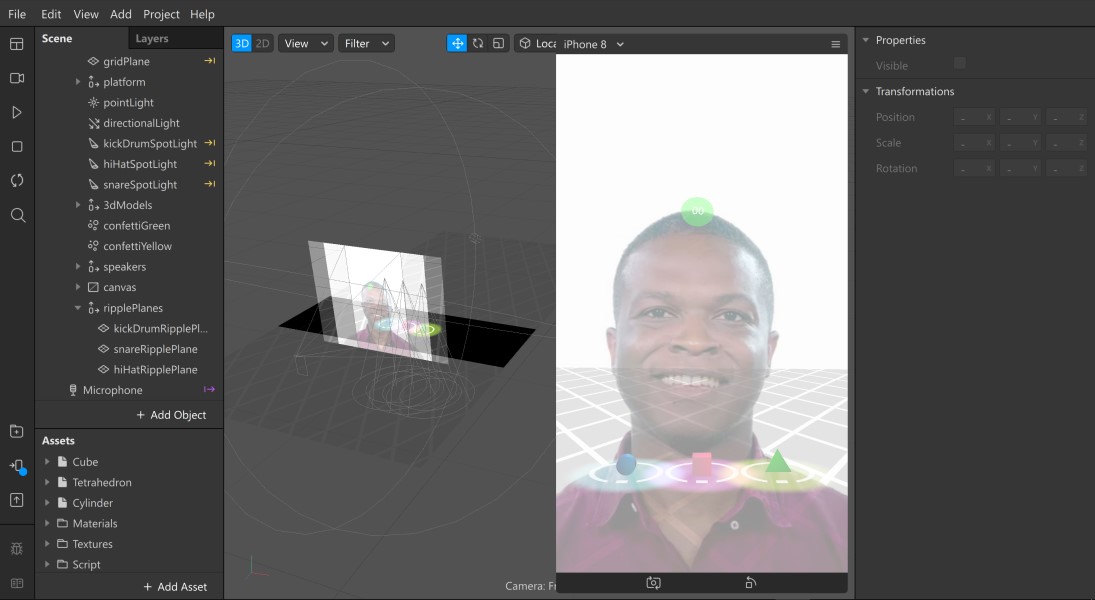 File Edit View Add Project Help
Scene Layers
gridPlane
platform
pointLight
directionalLight
kickDrumSpotLight
hiHatSpotLight
snareSpotLight
3dModels
confettiGreen
confettiYellow
speakers
canvas
ripplePlanes
kickDrumRipplePl...
snareRipplePlane
hiHatRipplePlane
Microphone
+ Add Object
Assets
Cube
Tetrahedron
Cylinder
Materials
Textures
Script
+ Add Asset
3D 2D View Filter Loca
Camera: Fr
iPhone 8
00
Properties
Visible
Transformations
Position - X - Y - Z
Scale - X - Y - Z
Rotation - X - Y - Z